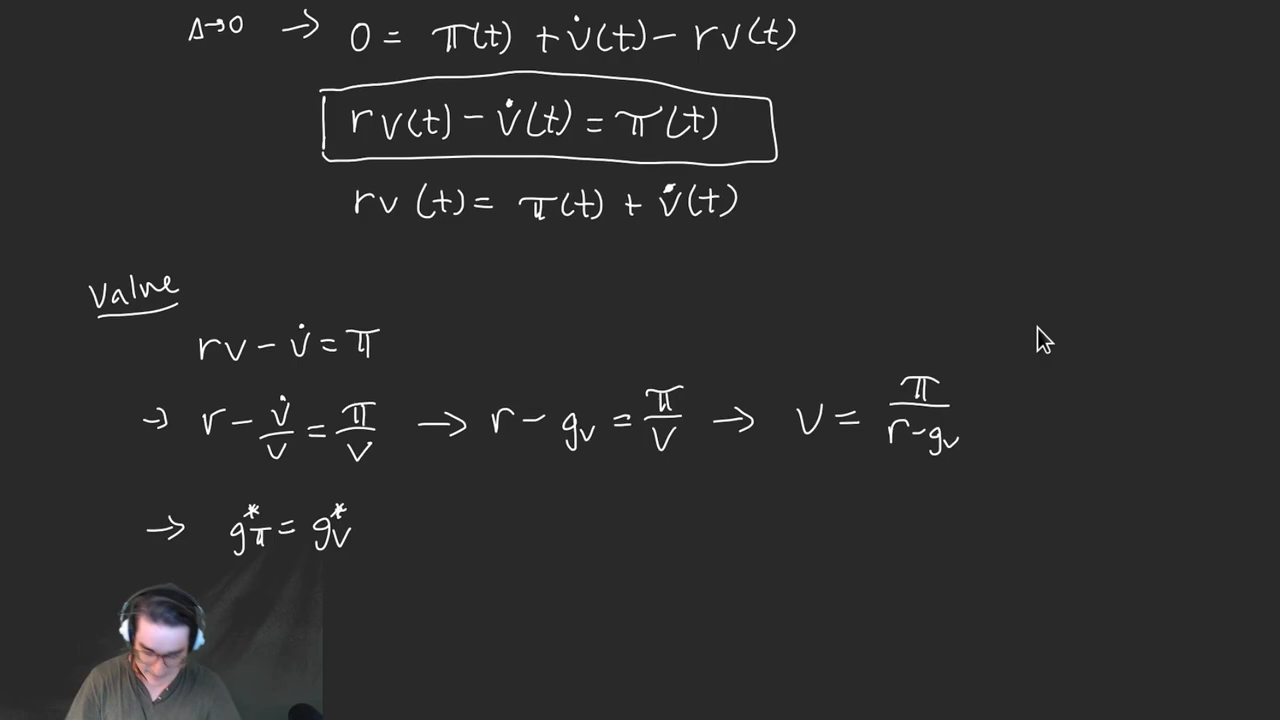 Δ→0 → 0 = π(t) + v̇(t) - rv(t)
rv(t) - v̇(t) = π(t)
rv(t) = π(t) + v̇(t)
Value
rv - v̇ = π
→ r - v̇/v = π/v → r - g_v = π/v → v = π/(r-g_v)
→ g*_π = g*_v